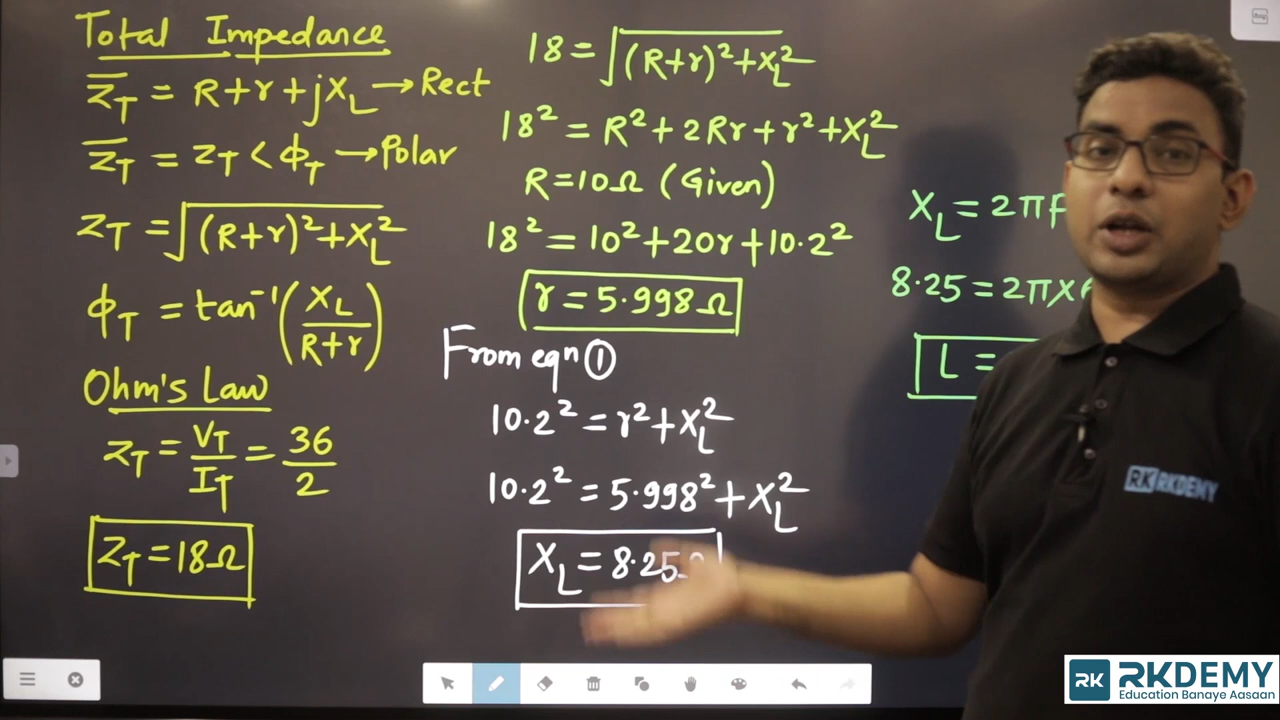 Total Impedance
Z̅T = R+r+jXL → Rect
Z̅T = ZT < ϕT → Polar
ZT = √(R+r)²+XL²
ϕT = tan⁻¹(XL/R+r)
Ohm's Law
ZT = VT/IT = 36/2
ZT = 18Ω
18 = √(R+r)²+XL²
18² = R²+2Rr+r²+XL²
R=10Ω (Given)
18² = 10²+20r+10.2²
r = 5.998Ω
From eqn ①
10.2² = r²+XL²
10.2² = 5.998²+XL²
XL = 8.25Ω
XL = 2πf
8.25 = 2π×
L =
RK RKDEMY
RK RKDEMY
Education Banaye Aasaan